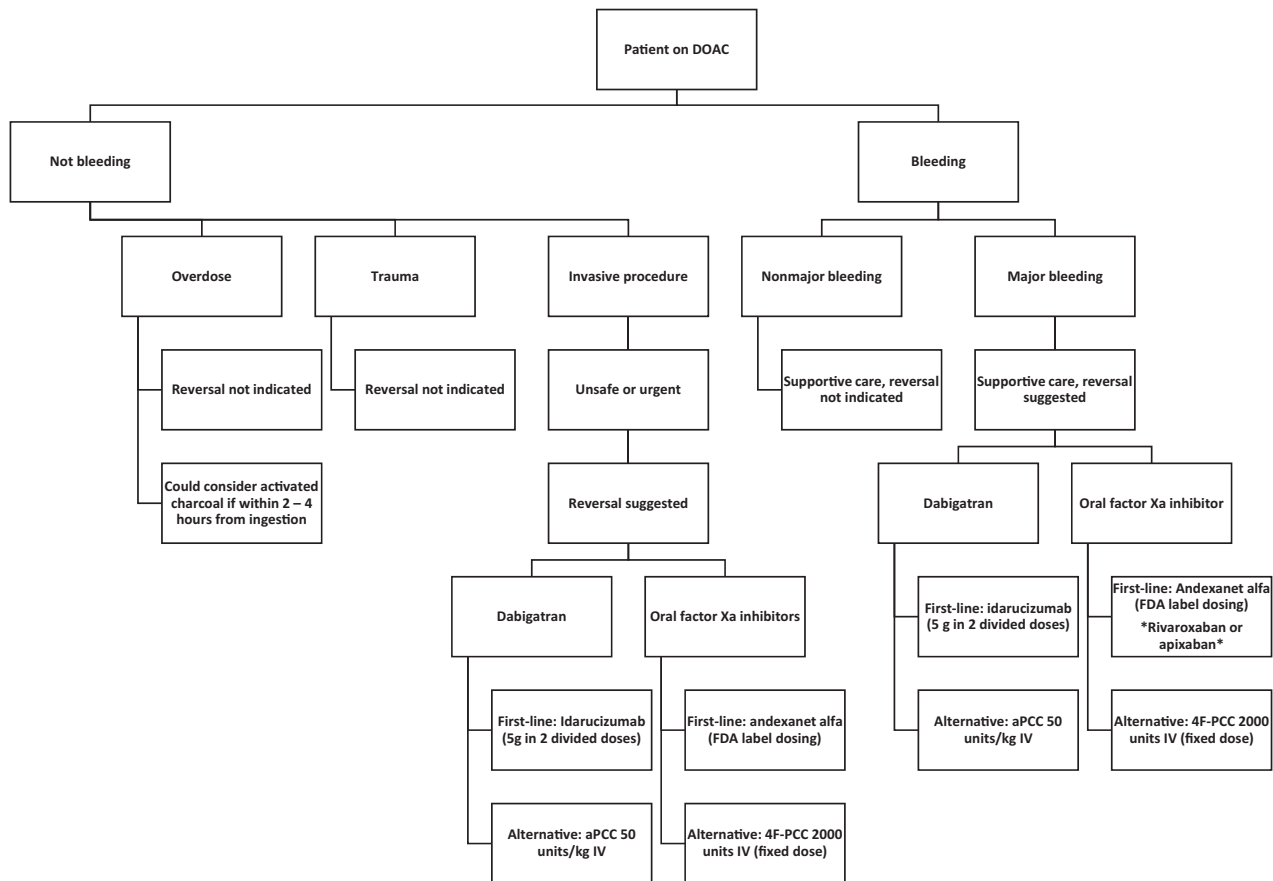 Patient on DOAC
Not bleeding
Bleeding
Overdose
Trauma
Invasive procedure
Nonmajor bleeding
Major bleeding
Reversal not indicated
Reversal not indicated
Unsafe or urgent
Supportive care, reversal
not indicated
Supportive care, reversal
suggested
Could consider activated
charcoal if within 2 – 4
hours from ingestion
Reversal suggested
Dabigatran
Oral factor Xa inhibitor
Dabigatran
Oral factor Xa inhibitors
First-line: idarucizumab
(5 g in 2 divided doses)
First-line: Andexanet alfa
(FDA label dosing)
*Rivaroxaban or
apixaban*
First-line: Idarucizumab
(5g in 2 divided doses)
First-line: andexanet alfa
(FDA label dosing)
Alternative: aPCC 50
units/kg IV
Alternative: 4F-PCC 2000
units IV (fixed dose)
Alternative: aPCC 50
units/kg IV
Alternative: 4F-PCC 2000
units IV (fixed dose)